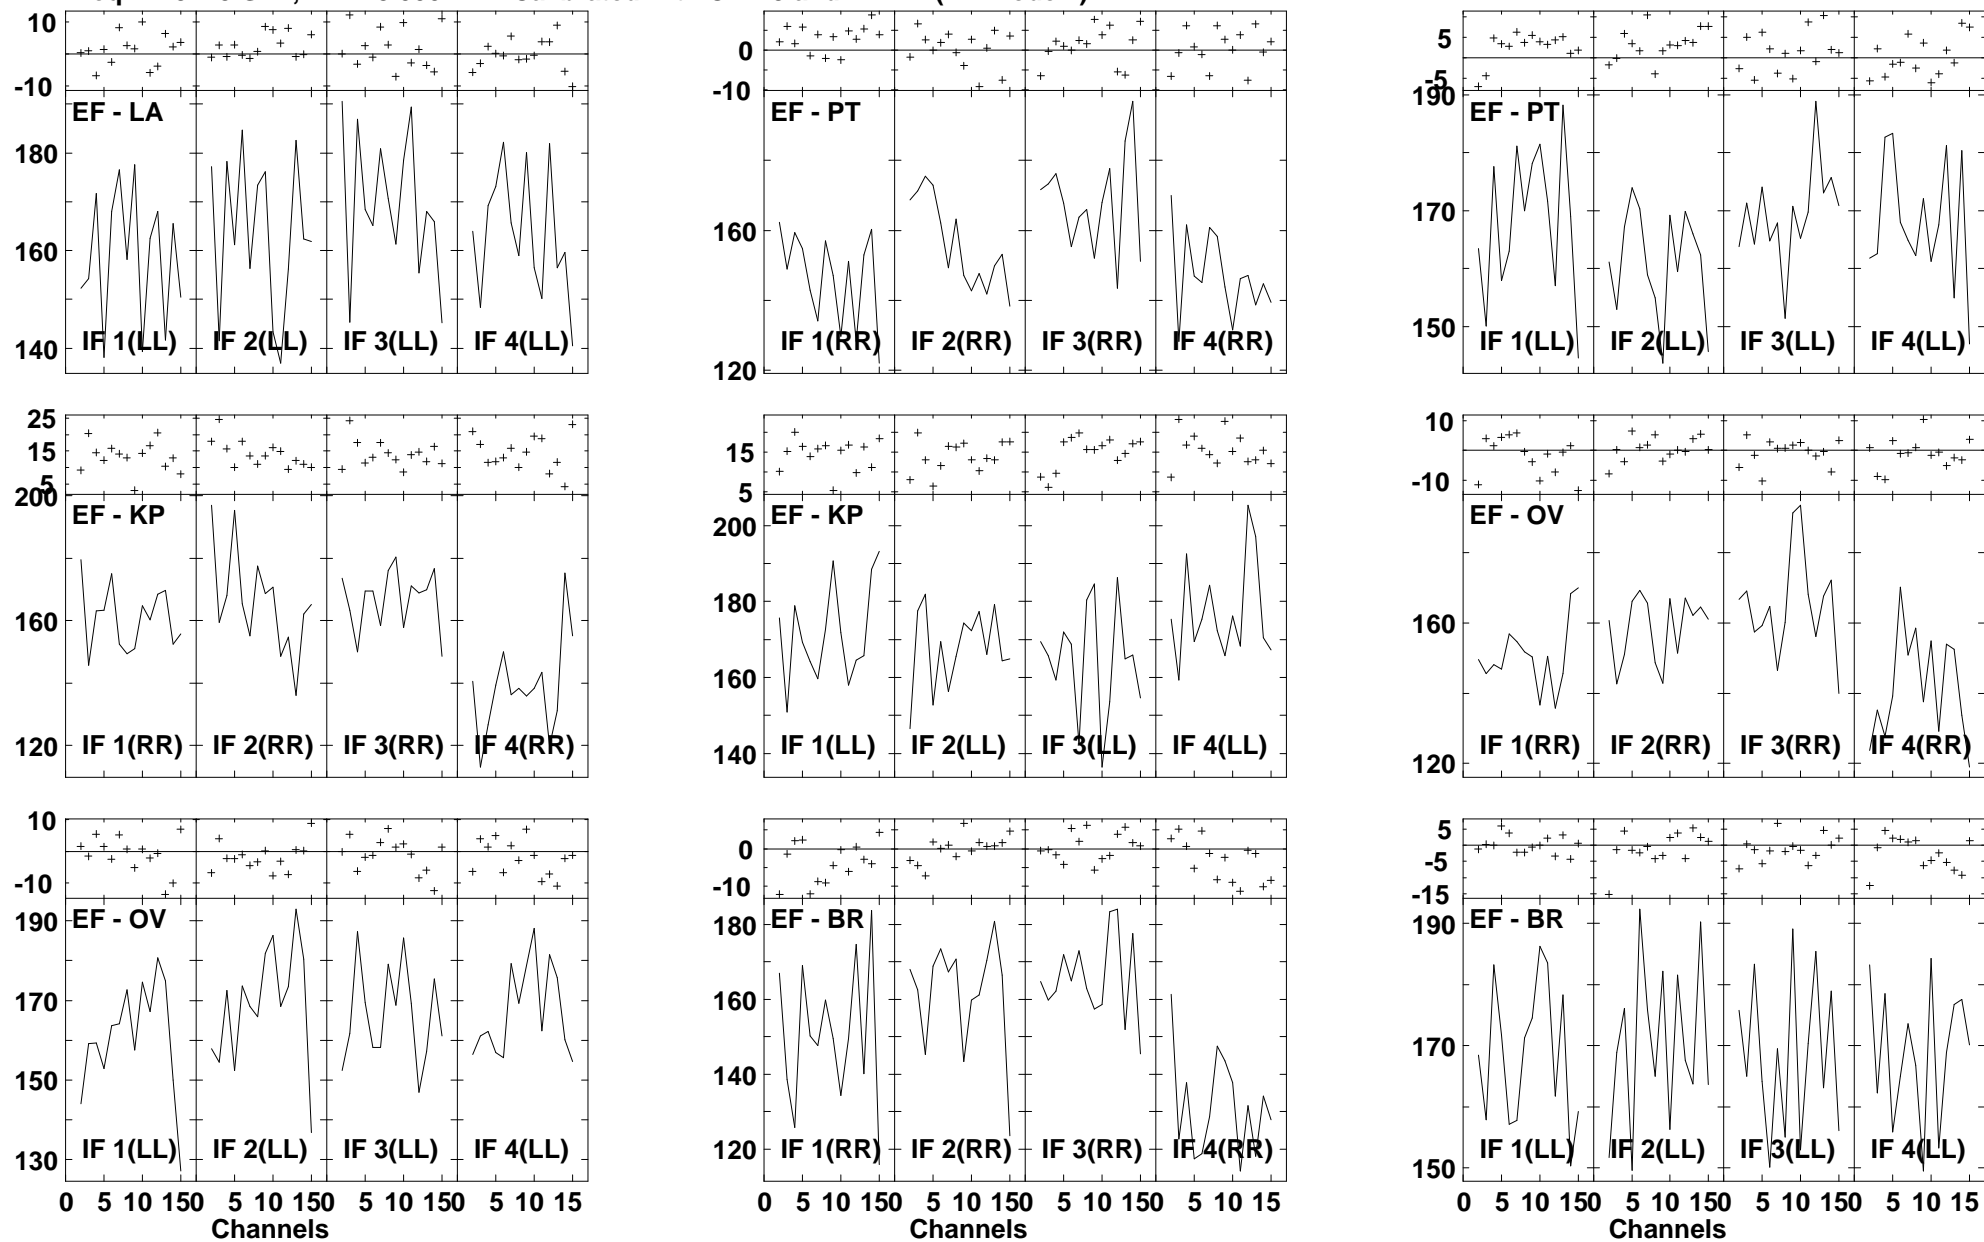 10 10 5
0 0
-10 -10 -5
EF - LA EF - PT 190 EF - PT
180 160 170
160
140 120 150
IF 1(LL) IF 2(LL) IF 3(LL) IF 4(LL) IF 1(RR) IF 2(RR) IF 3(RR) IF 4(RR) IF 1(LL) IF 2(LL) IF 3(LL) IF 4(LL)
25 15 10
15
5 5 -10
200 EF - KP EF - KP EF - OV
200
160 180 160
160
120 140 120
IF 1(RR) IF 2(RR) IF 3(RR) IF 4(RR) IF 1(LL) IF 2(LL) IF 3(LL) IF 4(LL) IF 1(RR) IF 2(RR) IF 3(RR) IF 4(RR)
10 0 5
-10 -10 -5
-15
EF - OV EF - BR EF - BR
190 180 190
170 160 170
150 140
130 120 150
IF 1(LL) IF 2(LL) IF 3(LL) IF 4(LL) IF 1(RR) IF 2(RR) IF 3(RR) IF 4(RR) IF 1(LL) IF 2(LL) IF 3(LL) IF 4(LL)
0 5 10 150 5 10 150 5 10 150 5 10 15 0 5 10 150 5 10 150 5 10 150 5 10 15 0 5 10 150 5 10 150 5 10 150 5 10 15
Channels Channels Channels